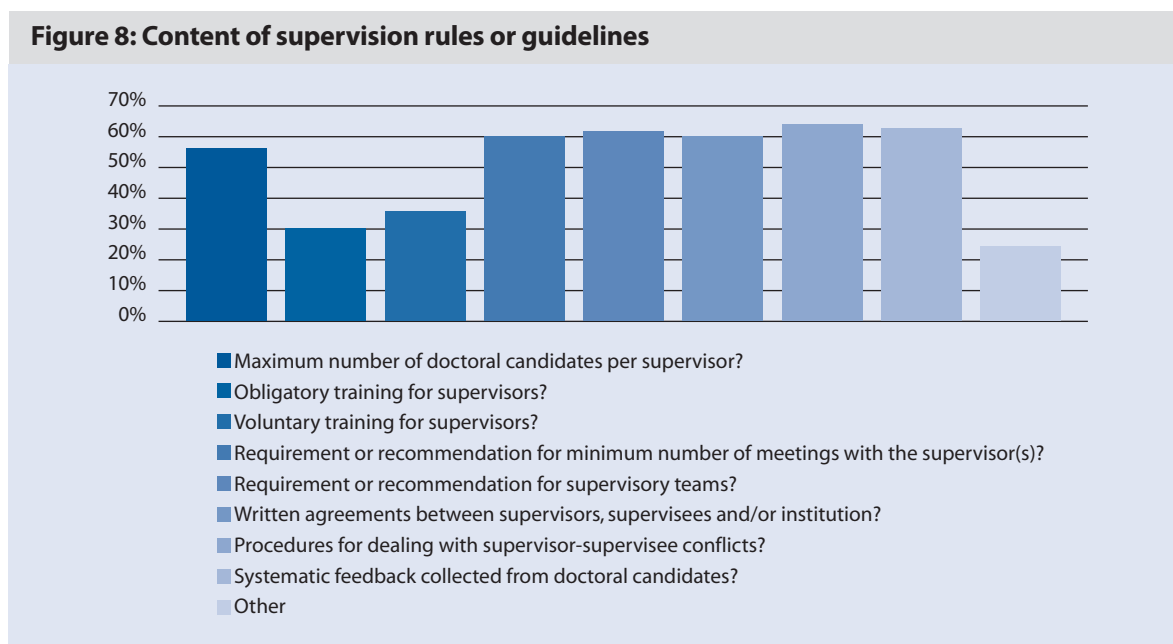 Figure 8: Content of supervision rules or guidelines
70%
60%
50%
40%
30%
20%
10%
0%
Maximum number of doctoral candidates per supervisor?
Obligatory training for supervisors?
Voluntary training for supervisors?
Requirement or recommendation for minimum number of meetings with the supervisor(s)?
Requirement or recommendation for supervisory teams?
Written agreements between supervisors, supervisees and/or institution?
Procedures for dealing with supervisor-supervisee conflicts?
Systematic feedback collected from doctoral candidates?
Other